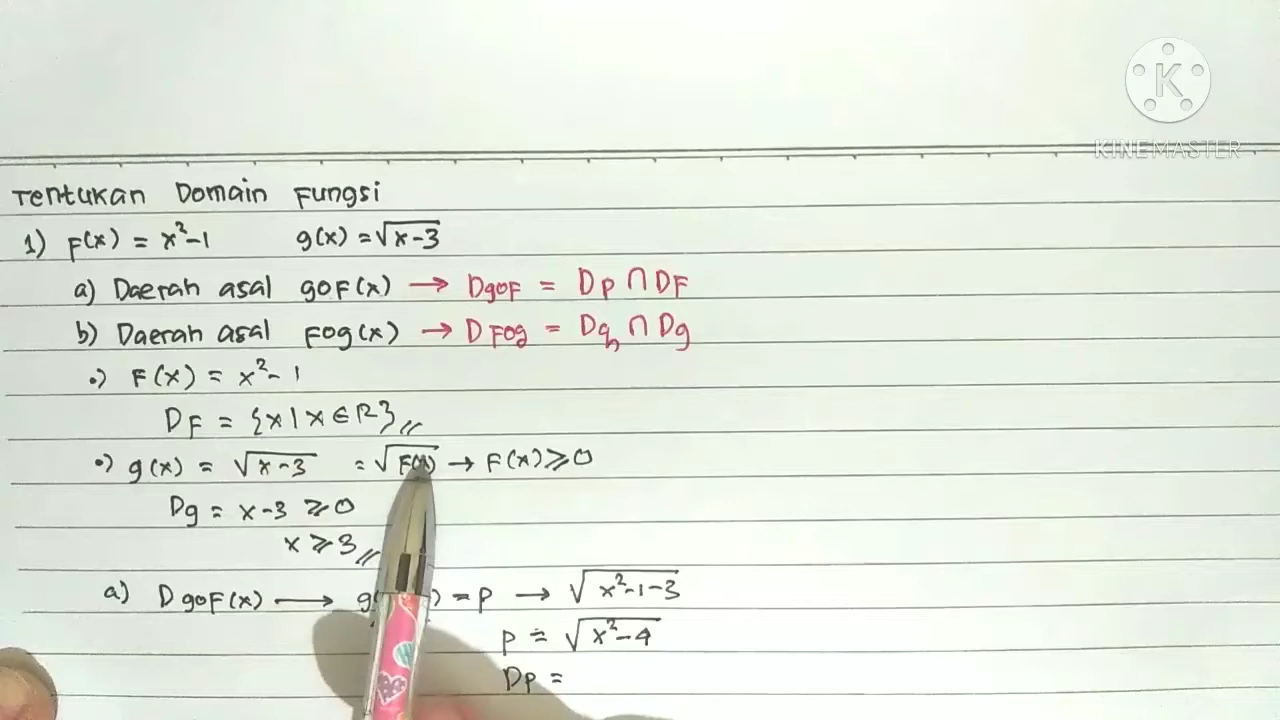 K
KINEMASTER
Tentukan Domain Fungsi
1) F(x) = x²-1 g(x) = √x-3
a) Daerah asal goF(x) → DgoF = Dp ∩ DF
b) Daerah asal Fog(x) → DFog = Dq ∩ Dg
•) F(x) = x²-1
DF = {x|x∈R}//
•) g(x) = √x-3 = √F(x) → F(x) ≥ 0
Dg = x-3 ≥ 0
x ≥ 3//
a) DgoF(x) → g ) = p → √x²-1-3
p = √x²-4
Dp =